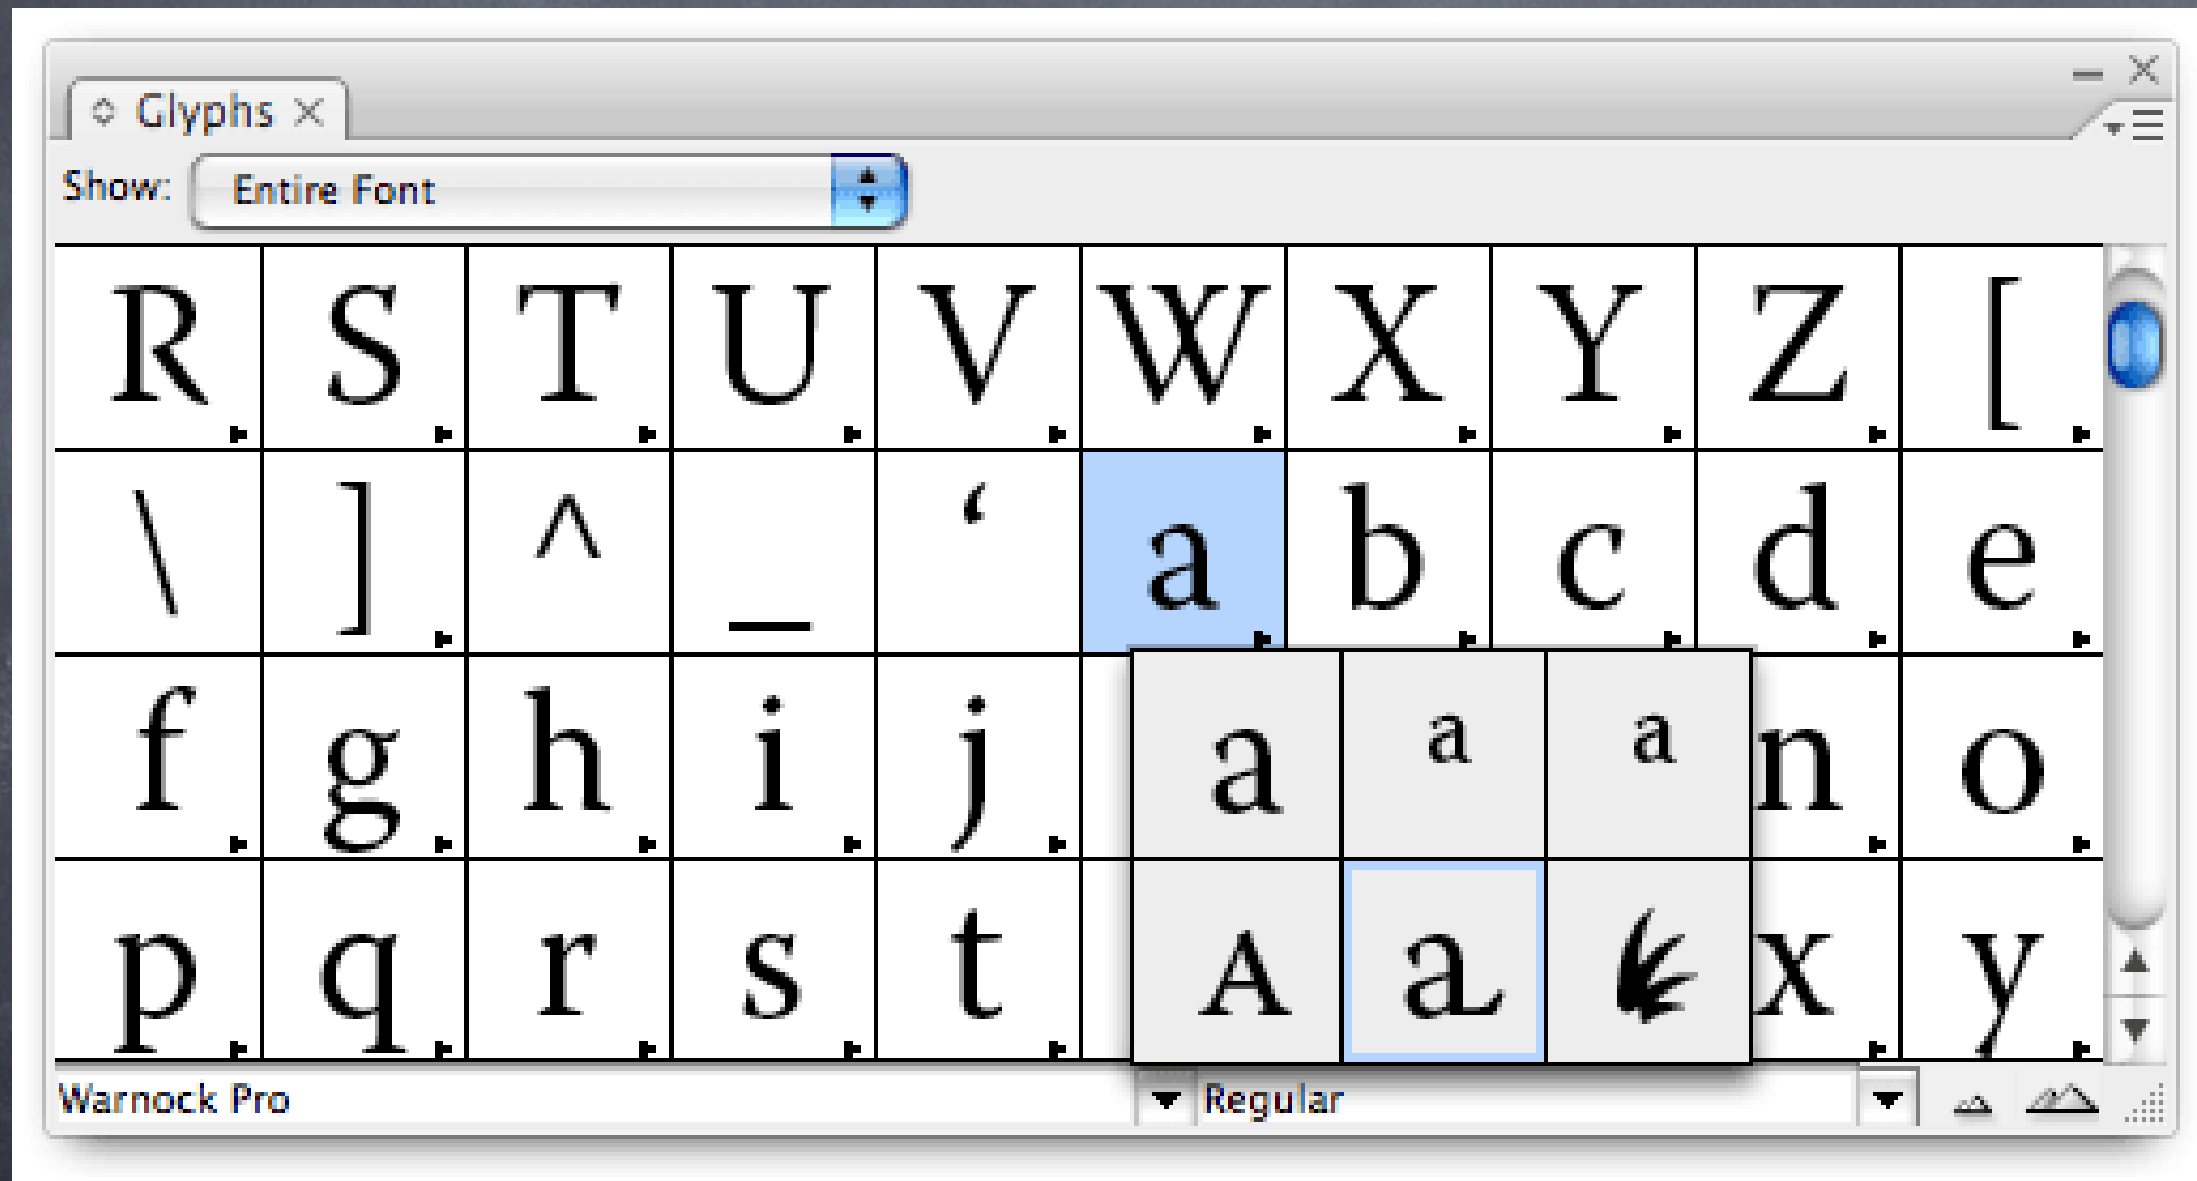 Glyphs
Show: Entire Font
R S T U V W X Y Z [
\ ] ^ _ ‘ a b c d e
f g h i j a a a n o
p q r s t A a x y
Warnock Pro Regular